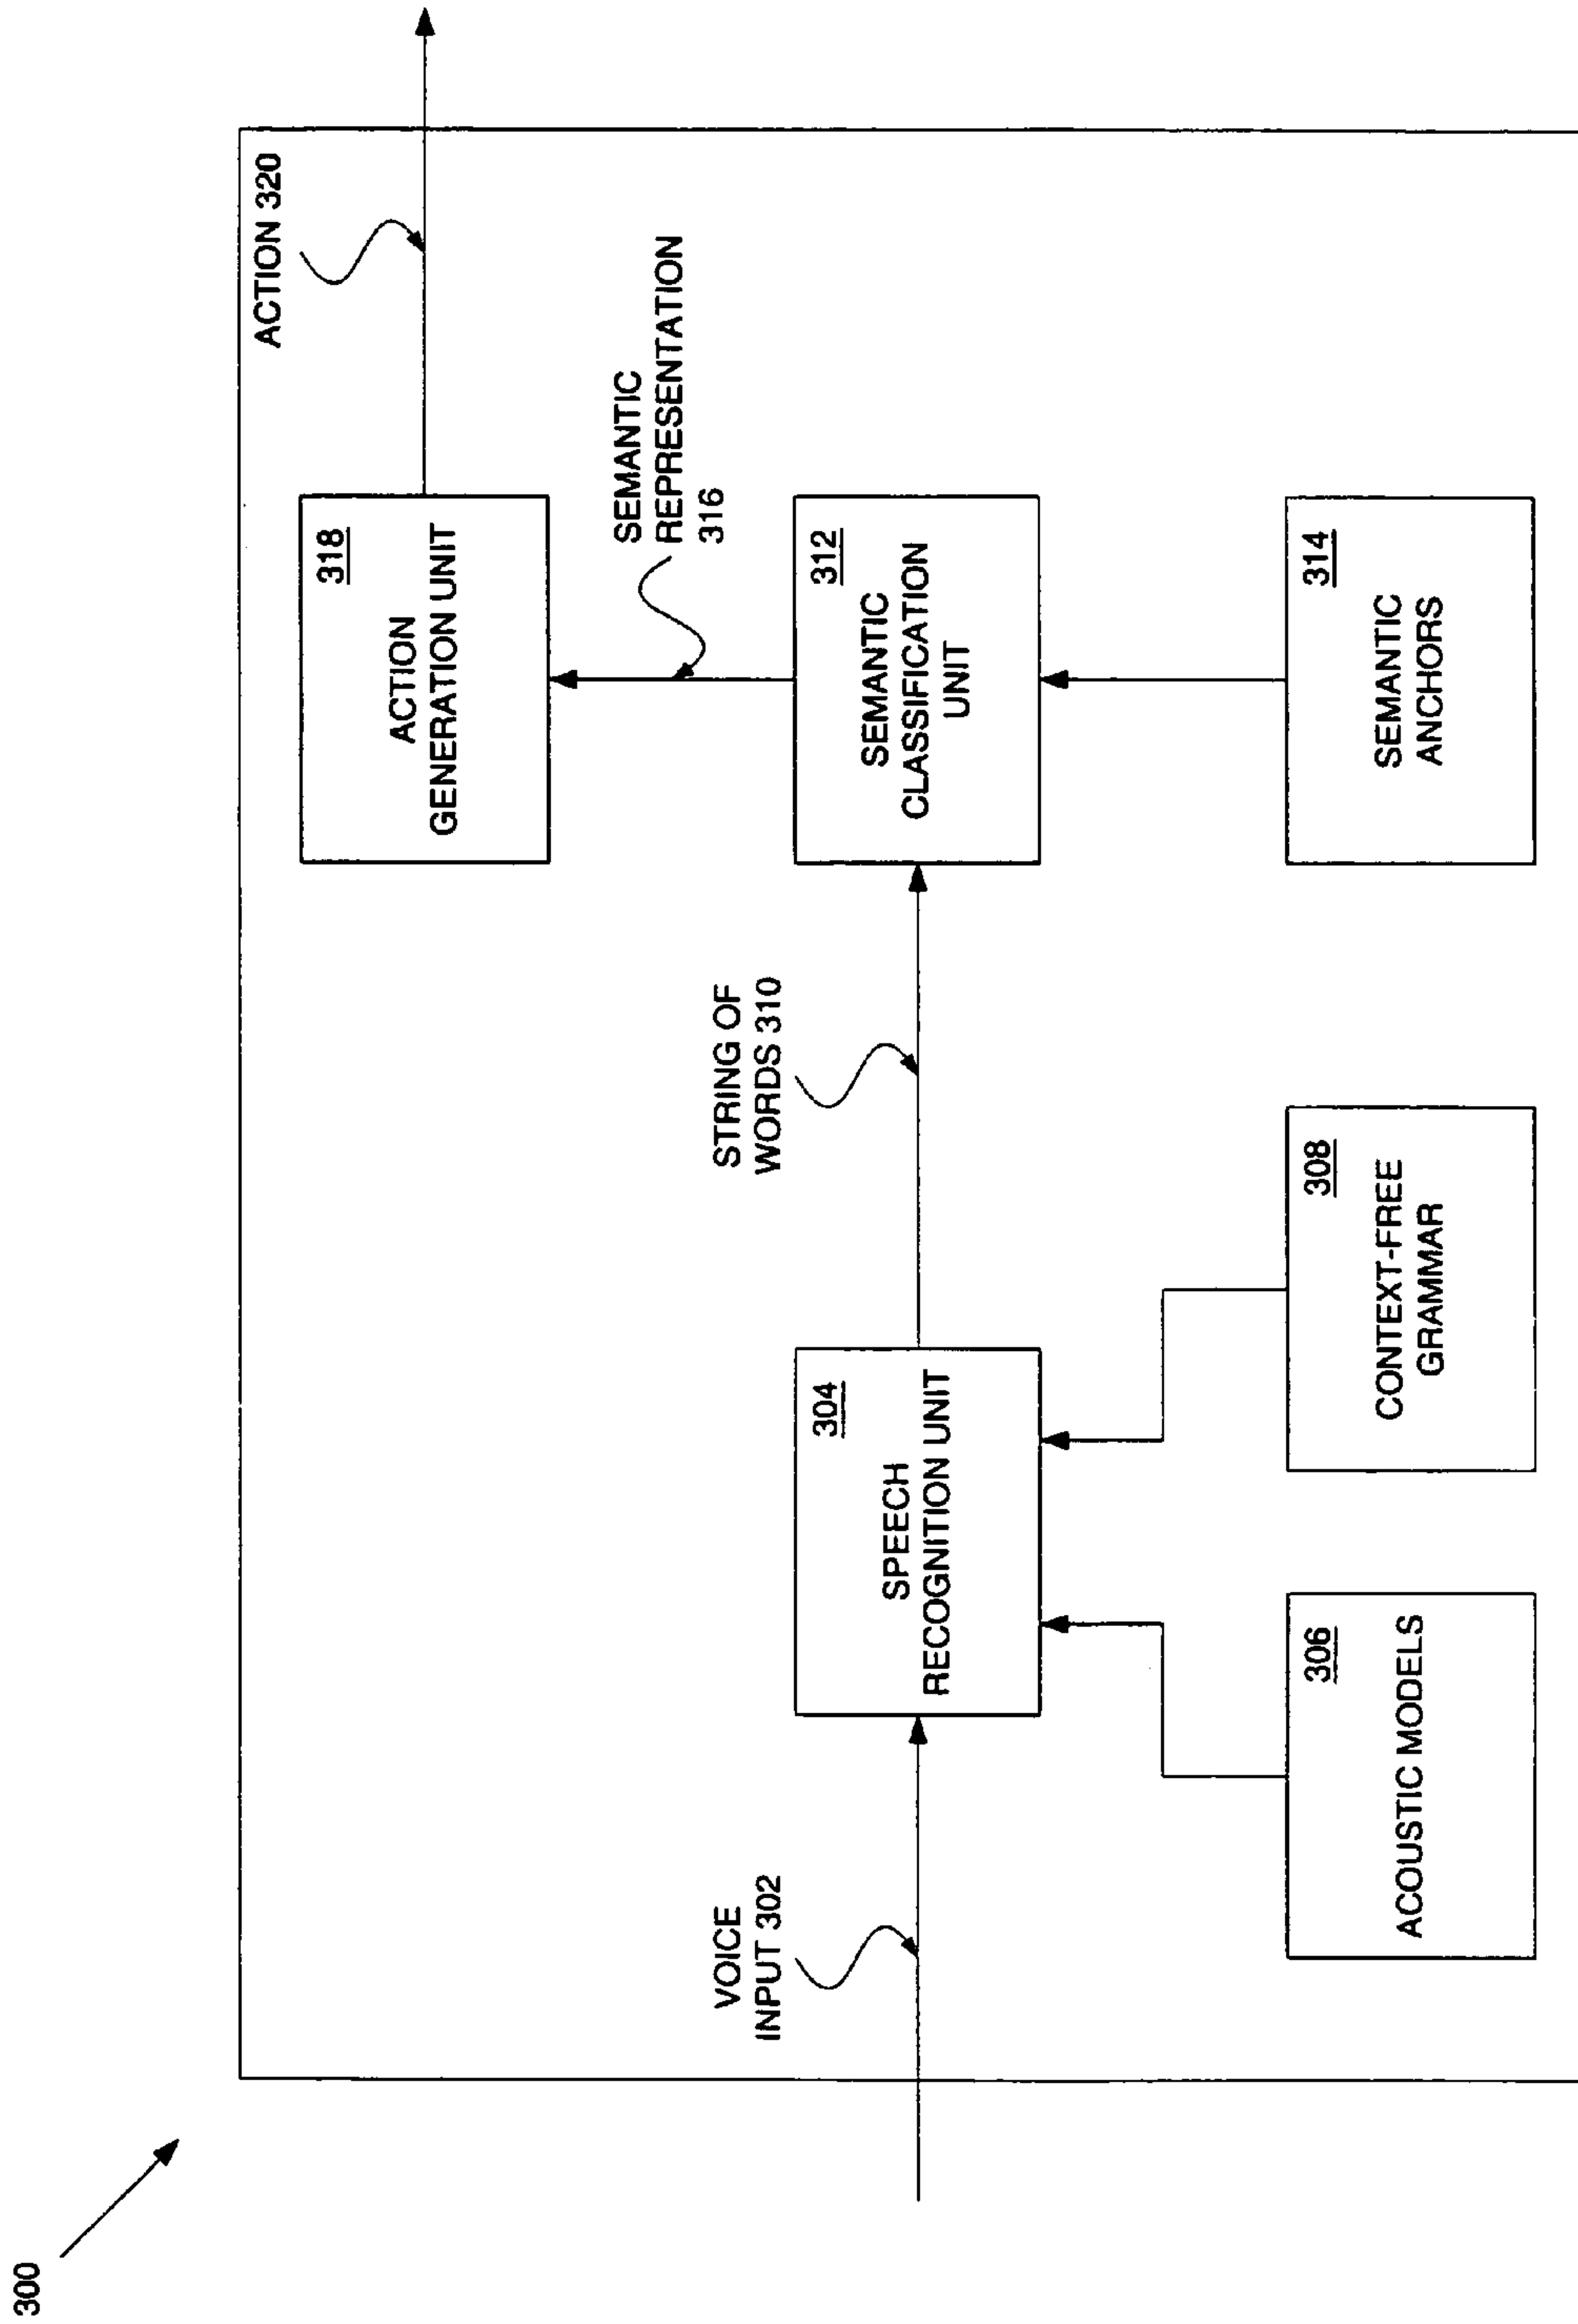 300
ACTION 320
318
ACTION
GENERATION UNIT
SEMANTIC
REPRESENTATION
316
VOICE
INPUT 302
304
SPEECH
RECOGNITION UNIT
STRING OF
WORDS 310
312
SEMANTIC
CLASSIFICATION
UNIT
306
ACOUSTIC MODELS
308
CONTEXT-FREE
GRAMMAR
314
SEMANTIC
ANCHORS